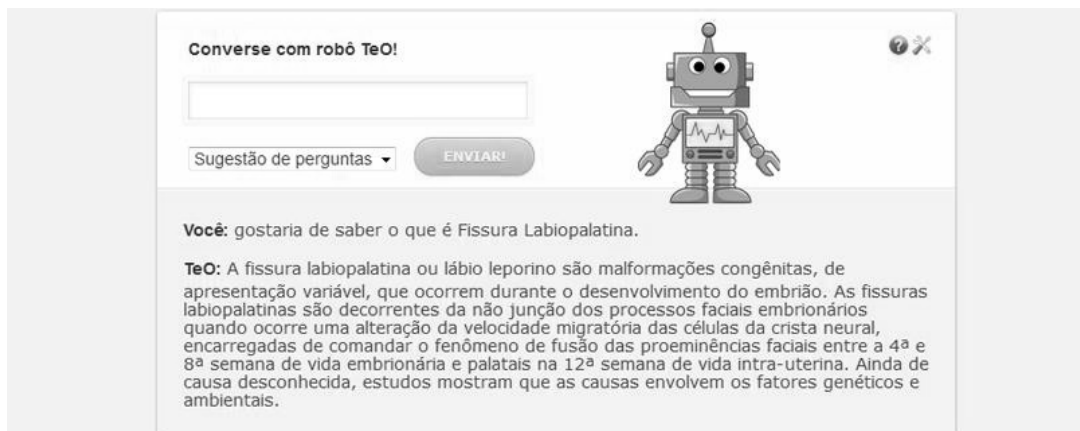 Converse com robô TeO!
Sugestão de perguntas
ENVIAR!
Você: gostaria de saber o que é Fissura Labiopalatina.
TeO: A fissura labiopalatina ou lábio leporino são malformações congênitas, de
apresentação variável, que ocorrem durante o desenvolvimento do embrião. As fissuras
labiopalatinas são decorrentes da não junção dos processos faciais embrionários
quando ocorre uma alteração da velocidade migratória das células da crista neural,
encarregadas de comandar o fenômeno de fusão das proeminências faciais entre a 4ª e
8ª semana de vida embrionária e palatais na 12ª semana de vida intra-uterina. Ainda de
causa desconhecida, estudos mostram que as causas envolvem os fatores genéticos e
ambientais.